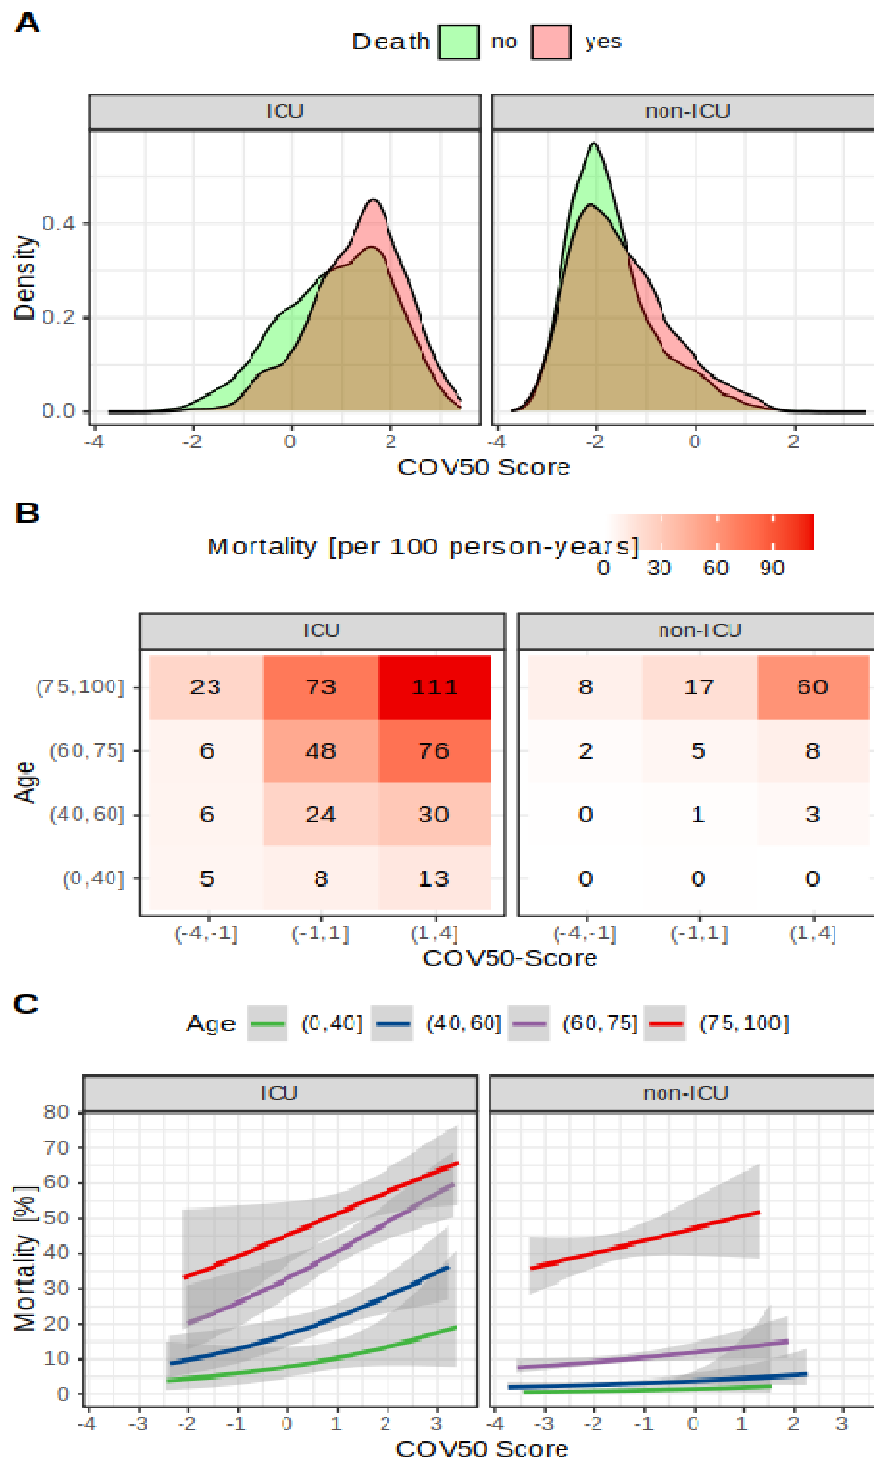 A
Death no yes
ICU non-ICU
Density
0.4
0.2
0.0
-4 -2 0 2 -4 -2 0 2
COV50 Score
B
Mortality [per 100 person-years]
0 30 60 90
ICU non-ICU
Age
(75,100] 23 73 111 8 17 60
(60,75] 6 48 76 2 5 8
(40,60] 6 24 30 0 1 3
(0,40] 5 8 13 0 0 0
(-4,-1] (-1,1] (1,4] (-4,-1] (-1,1] (1,4]
COV50-Score
C
Age (0,40] (40,60] (60,75] (75,100]
ICU non-ICU
Mortality [%]
80
70
60
50
40
30
20
10
0
-4 -3 -2 -1 0 1 2 3 -4 -3 -2 -1 0 1 2 3
COV50 Score